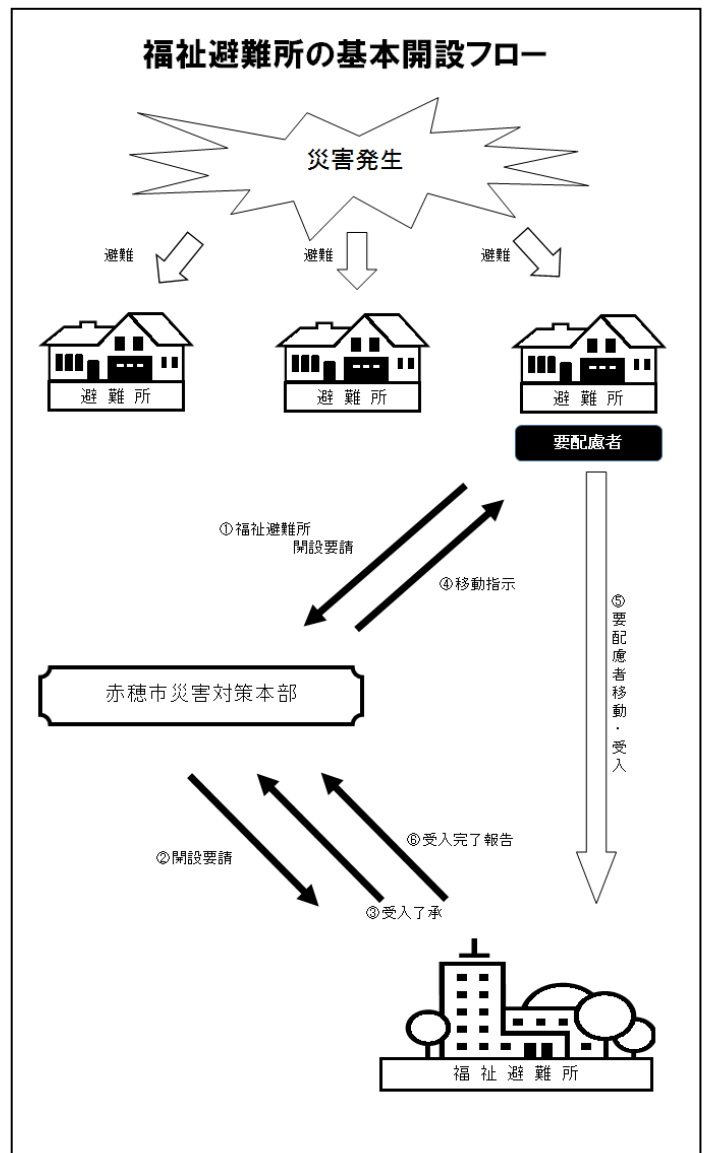 福祉避難所の基本開設フロー
災害発生
避難
避難
避難
避難所
避難所
避難所
要配慮者
①福祉避難所
開設要請
④移動指示
⑤要配慮者移動・受入
赤穂市災害対策本部
②開設要請
⑥受入完了報告
③受入了承
福祉避難所